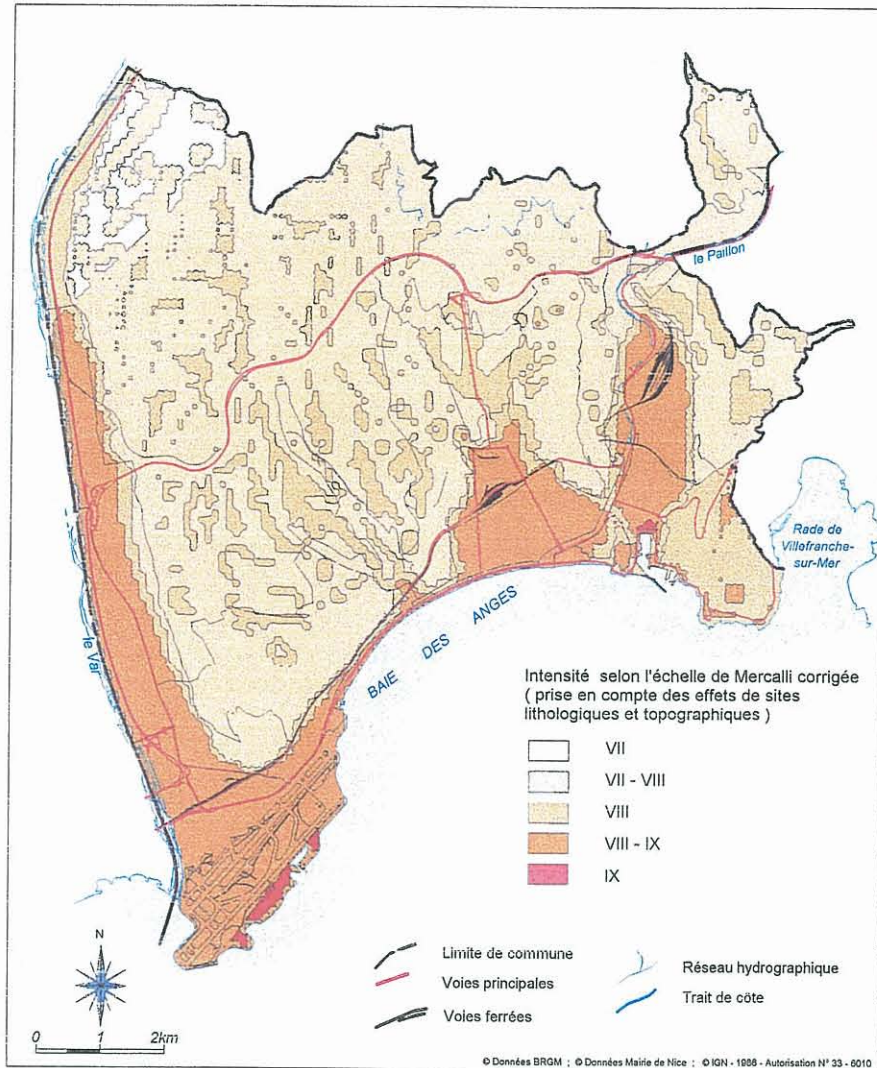 le Paillon
Rade de
Villefranche-
sur-Mer
le Var
BAIE DES ANGES
Intensité selon l'échelle de Mercalli corrigée
( prise en compte des effets de sites
lithologiques et topographiques )
VII
VII - VIII
VIII
VIII - IX
IX
N
0 1 2km
Limite de commune
Voies principales
Voies ferrées
Réseau hydrographique
Trait de côte
© Données BRGM ; © Données Mairie de Nice ; © IGN - 1986 - Autorisation N° 33 - 6010